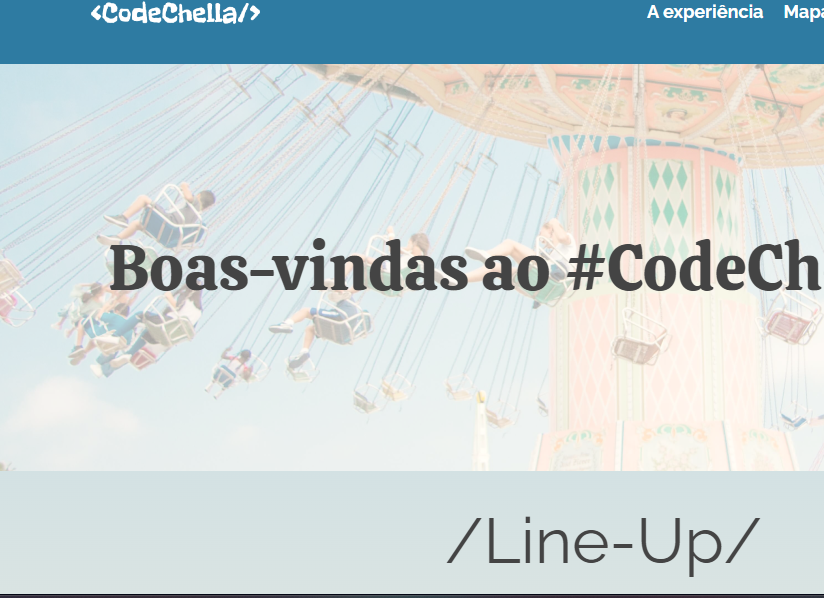 <CodeChella/>
A experiência Mapa
Boas-vindas ao #CodeCh
/Line-Up/